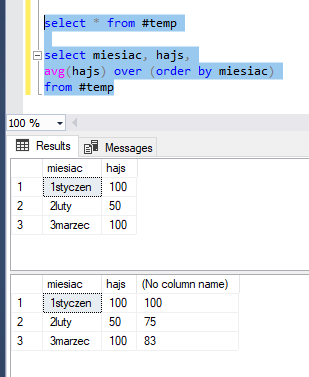 select * from #temp
select miesiac, hajs,
avg(hajs) over (order by miesiac)
from #temp
100 %
Results Messages
miesiac hajs
1 1styczen 100
2 2luty 50
3 3marzec 100
miesiac hajs (No column name)
1 1styczen 100 100
2 2luty 50 75
3 3marzec 100 83